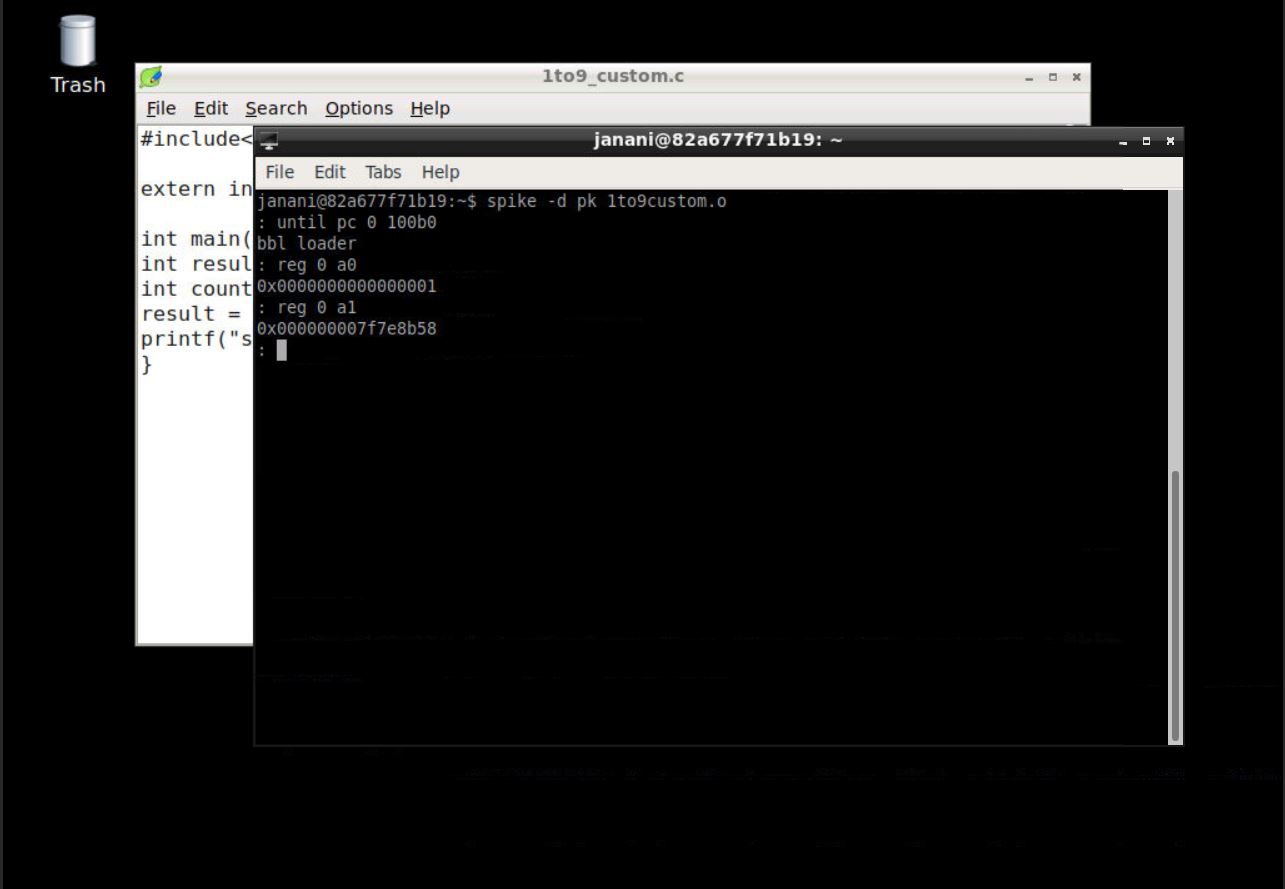 Trash
1to9_custom.c
File Edit Search Options Help
#include<
extern in
int main(
int resul
int count
result =
printf("s
}
janani@82a677f71b19: ~
File Edit Tabs Help
janani@82a677f71b19:~$ spike -d pk 1to9custom.o
: until pc 0 100b0
bbl loader
: reg 0 a0
0x0000000000000001
: reg 0 a1
0x000000007f7e8b58
: